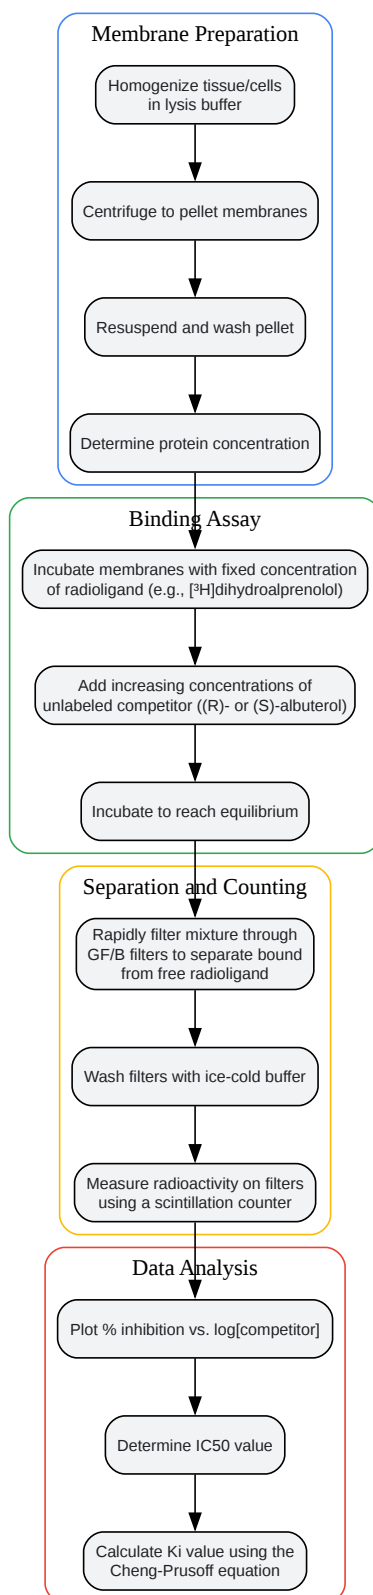 Membrane Preparation
Homogenize tissue/cells
in lysis buffer
Centrifuge to pellet membranes
Resuspend and wash pellet
Determine protein concentration
Binding Assay
Incubate membranes with fixed concentration
of radioligand (e.g., [³H]dihydroalprenolol)
Add increasing concentrations of
unlabeled competitor ((R)- or (S)-albuterol)
Incubate to reach equilibrium
Separation and Counting
Rapidly filter mixture through
GF/B filters to separate bound
from free radioligand
Wash filters with ice-cold buffer
Measure radioactivity on filters
using a scintillation counter
Data Analysis
Plot % inhibition vs. log[competitor]
Determine IC50 value
Calculate Ki value using the
Cheng-Prusoff equation